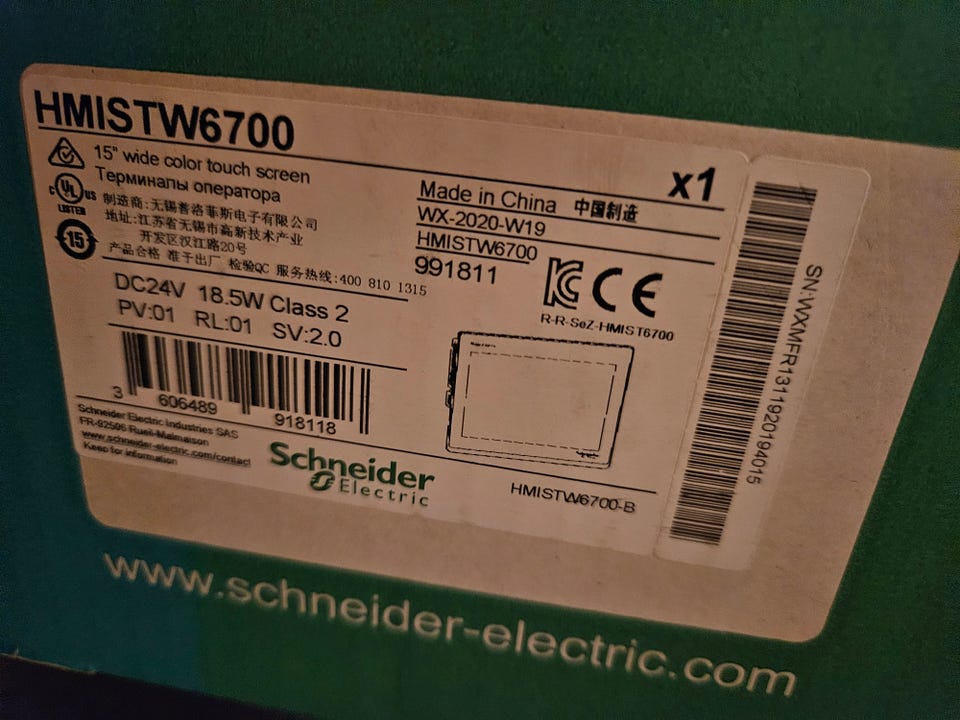 HMISTW6700
15" wide color touch screen
Терминалы оператора
c UL us
LISTED
制造商:无锡普洛菲斯电子有限公司
地址:江苏省无锡市高新技术产业
开发区汉江路20号
15
产品合格 准予出厂 检验QC 服务热线:400 810 1315
DC24V 18.5W Class 2
PV:01 RL:01 SV:2.0
3 606489 918118
Schneider Electric Industries SAS
FR-92506 Rueil-Malmaison
www.schneider-electric.com/contact
Keep for information
x1
Made in China 中国制造
WX-2020-W19
HMISTW6700
991811
CE
R-R-SeZ-HMIST6700
HMISTW6700-B
Schneider
Electric
SN:WXMFR1311920194015
www.schneider-electric.com